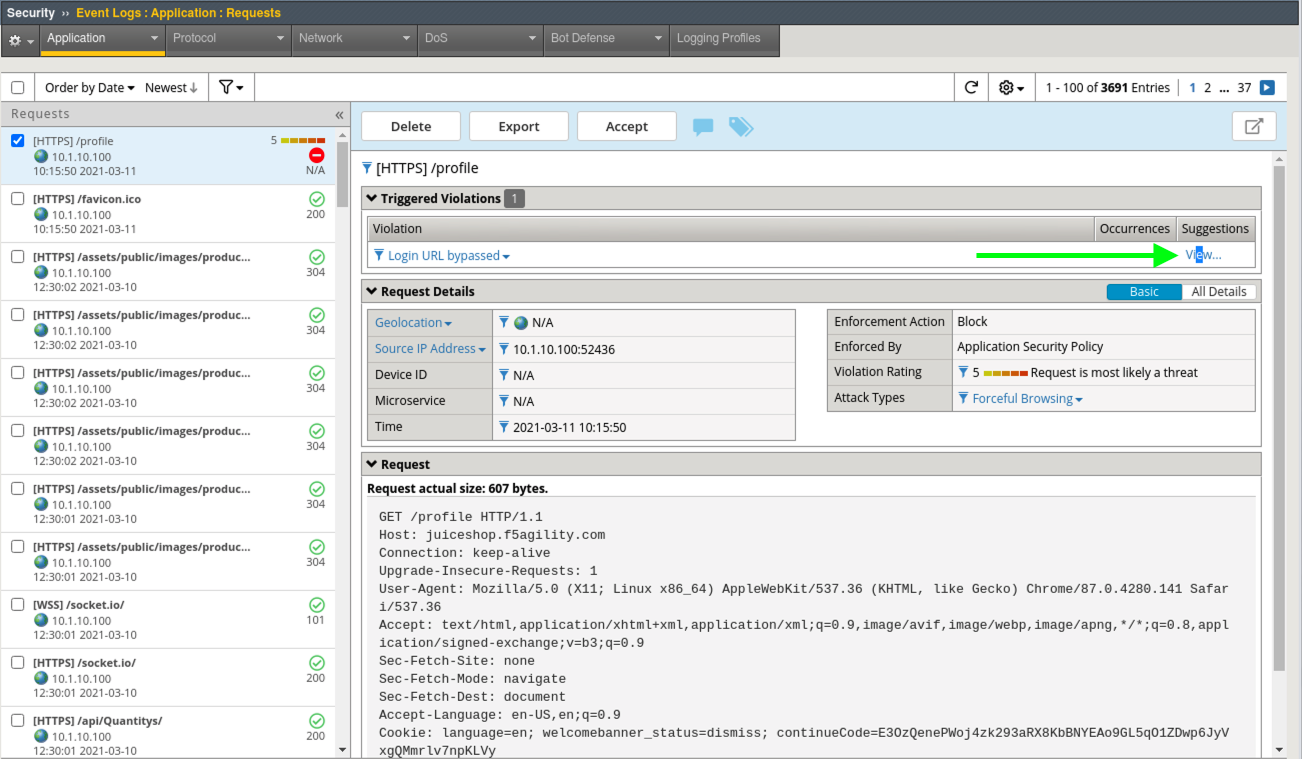 Security ›› Event Logs : Application : Requests
Application
Protocol
Network
DoS
Bot Defense
Logging Profiles
Order by Date
Newest
1 - 100 of 3691 Entries
1 2 ... 37
Requests
«
[HTTPS] /profile
5
10.1.10.100
10:15:50 2021-03-11
N/A
[HTTPS] /favicon.ico
10.1.10.100
200
10:15:50 2021-03-11
[HTTPS] /assets/public/images/produc...
10.1.10.100
304
12:30:02 2021-03-10
[HTTPS] /assets/public/images/produc...
10.1.10.100
304
12:30:02 2021-03-10
[HTTPS] /assets/public/images/produc...
10.1.10.100
304
12:30:02 2021-03-10
[HTTPS] /assets/public/images/produc...
10.1.10.100
304
12:30:02 2021-03-10
[HTTPS] /assets/public/images/produc...
10.1.10.100
304
12:30:01 2021-03-10
[HTTPS] /assets/public/images/produc...
10.1.10.100
304
12:30:01 2021-03-10
[WSS] /socket.io/
10.1.10.100
101
12:30:01 2021-03-10
[HTTPS] /socket.io/
10.1.10.100
200
12:30:01 2021-03-10
[HTTPS] /api/Quantitys/
10.1.10.100
200
12:30:01 2021-03-10
Delete
Export
Accept
[HTTPS] /profile
Triggered Violations 1
Violation
Occurrences
Suggestions
Login URL bypassed
View...
Request Details
Basic
All Details
Geolocation
N/A
Source IP Address
10.1.10.100:52436
Device ID
N/A
Microservice
N/A
Time
2021-03-11 10:15:50
Enforcement Action
Block
Enforced By
Application Security Policy
Violation Rating
5 Request is most likely a threat
Attack Types
Forceful Browsing
Request
Request actual size: 607 bytes.
GET /profile HTTP/1.1
Host: juiceshop.f5agility.com
Connection: keep-alive
Upgrade-Insecure-Requests: 1
User-Agent: Mozilla/5.0 (X11; Linux x86_64) AppleWebKit/537.36 (KHTML, like Gecko) Chrome/87.0.4280.141 Safar
i/537.36
Accept: text/html,application/xhtml+xml,application/xml;q=0.9,image/avif,image/webp,image/apng,*/*;q=0.8,appl
ication/signed-exchange;v=b3;q=0.9
Sec-Fetch-Site: none
Sec-Fetch-Mode: navigate
Sec-Fetch-Dest: document
Accept-Language: en-US,en;q=0.9
Cookie: language=en; welcomebanner_status=dismiss; continueCode=E3OzQenePWoj4zk293aRX8KbBNYEAo9GL5qO1ZDwp6JyV
xgQMmrlv7npKLVy